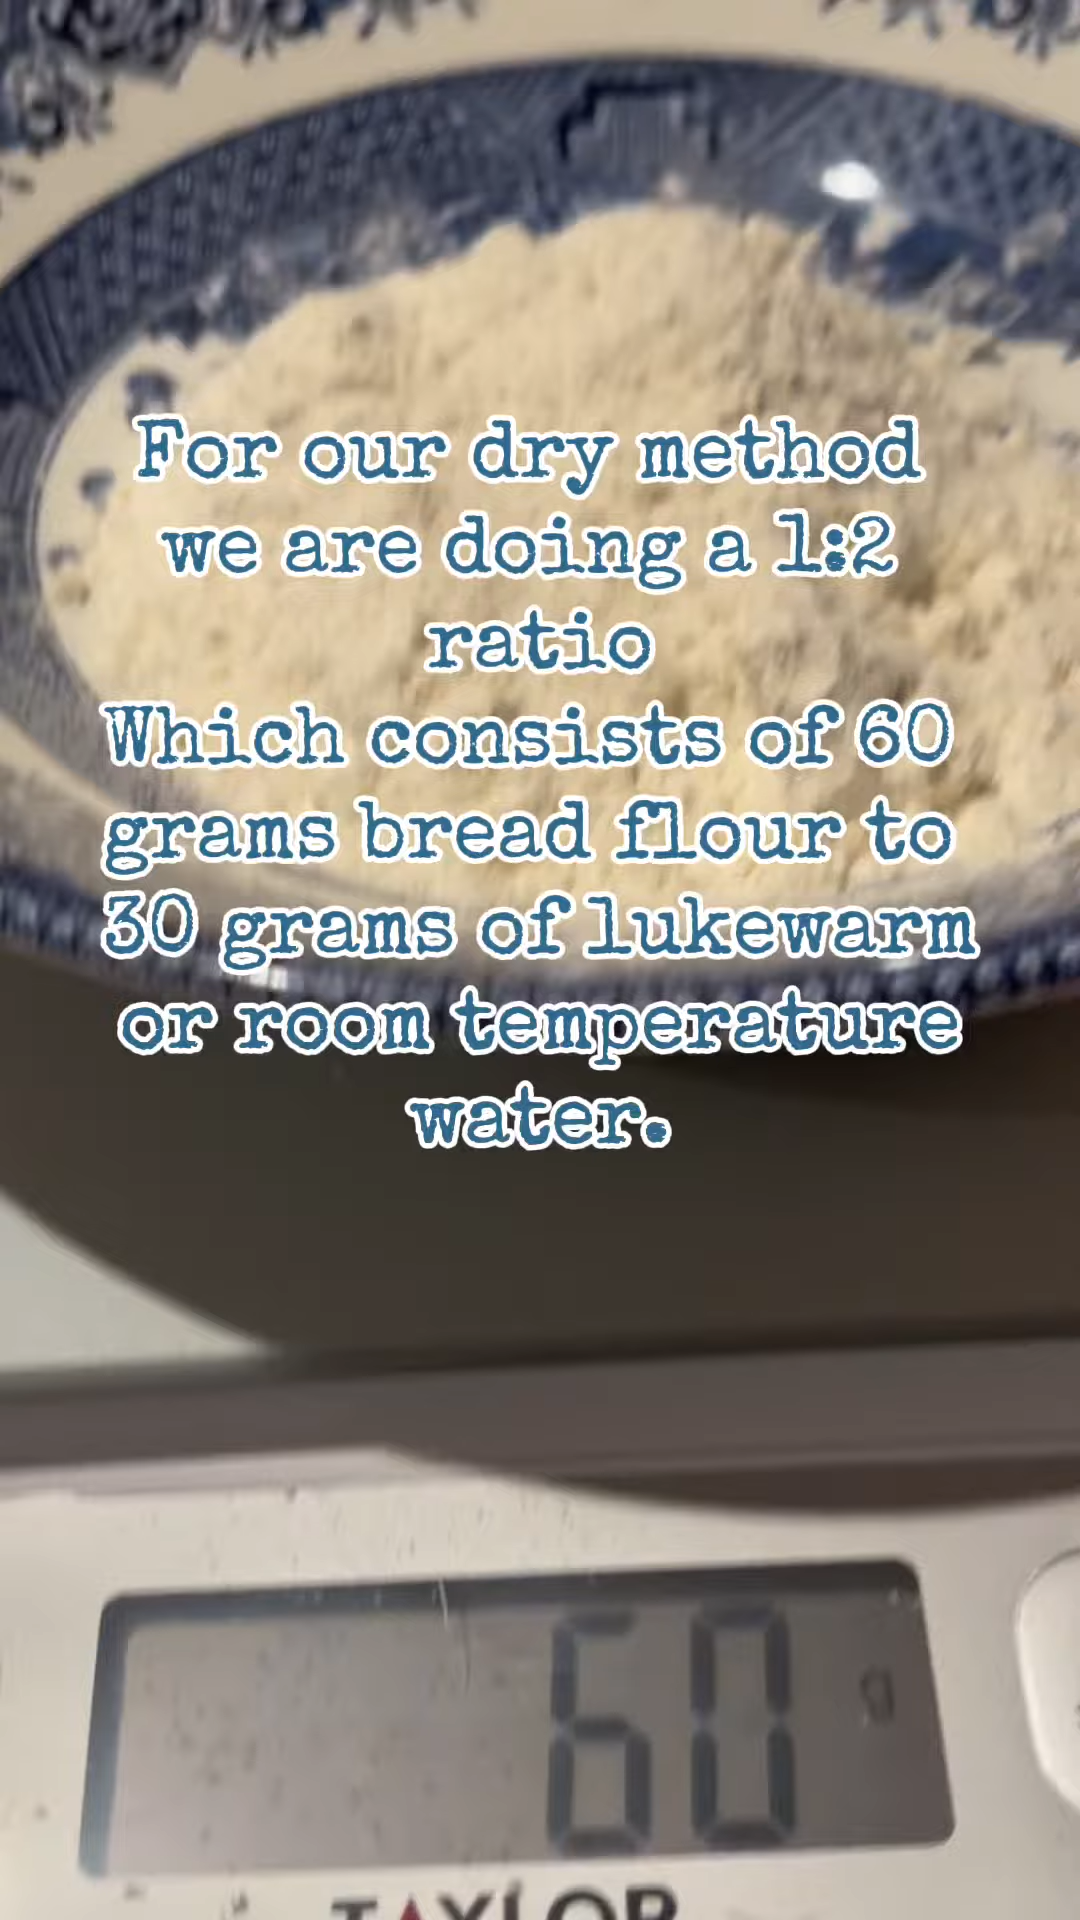 For our dry method
we are doing a 1:2
ratio
Which consists of 60
grams bread flour to
30 grams of lukewarm
or room temperature
water.
60 g
TAYLOR